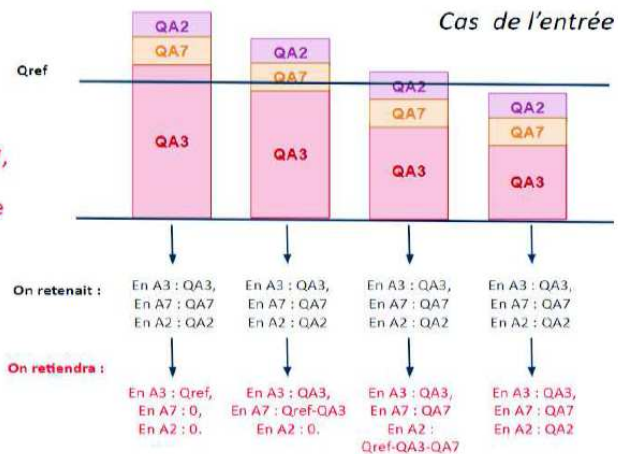 Cas de l'entrée
QA2
QA7
QA3
QA2
QA7
QA3
QA2
QA7
QA3
QA2
QA7
QA3
Qref
On retenait :
En A3 : QA3,
En A7 : QA7
En A2 : QA2
En A3 : QA3,
En A7 : QA7
En A2 : QA2
En A3 : QA3,
En A7 : QA7
En A2 : QA2
En A3 : QA3,
En A7 : QA7
En A2 : QA2
On retiendra :
En A3 : Qref,
En A7 : 0,
En A2 : 0.
En A3 : QA3,
En A7 : Qref-QA3
En A2 : 0.
En A3 : QA3,
En A7 : QA7
En A2 :
Qref-QA3-QA7
En A3 : QA3,
En A7 : QA7
En A2 : QA2